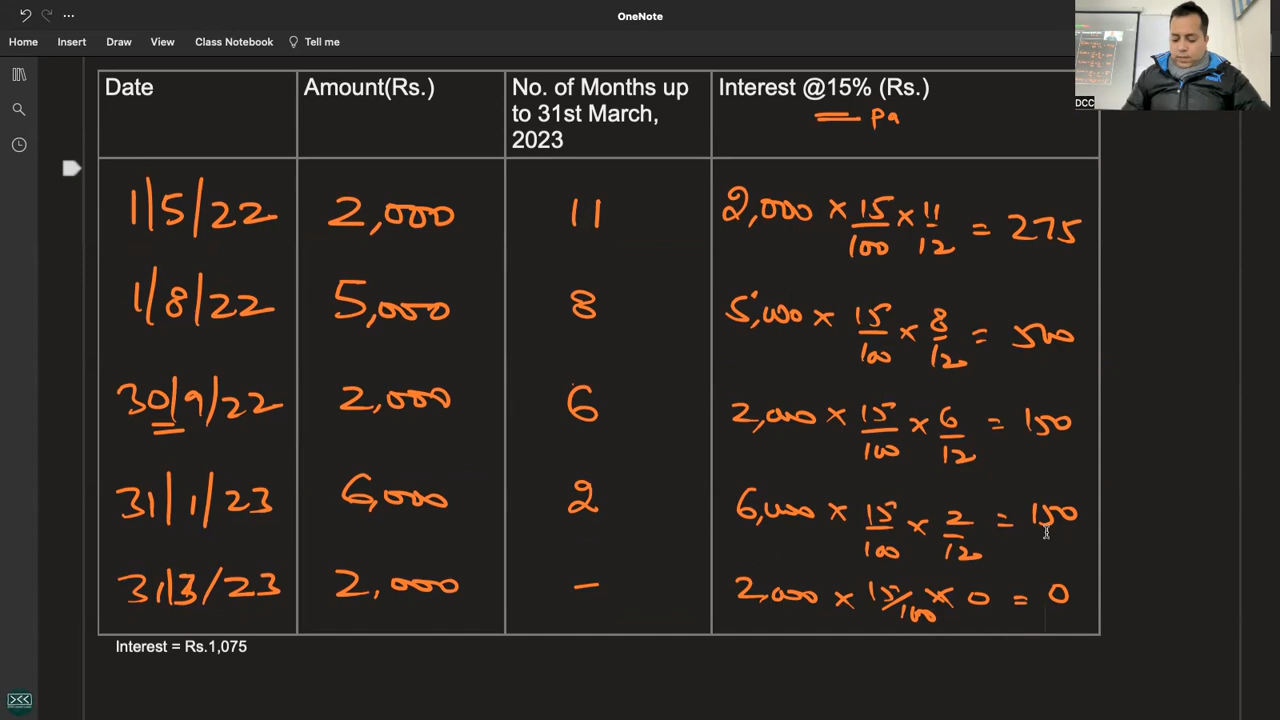 OneNote
Home Insert Draw View Class Notebook Tell me
DCC
Date Amount(Rs.) No. of Months up to 31st March, 2023 Interest @15% (Rs.)
pa
1/5/22 2,000 11 2,000 × 15/100 × 11/12 = 275
1/8/22 5,000 8 5,000 × 15/100 × 8/12 = 500
30/9/22 2,000 6 2,000 × 15/100 × 6/12 = 150
31/1/23 6,000 2 6,000 × 15/100 × 2/12 = 150
31/3/23 2,000 – 2,000 × 15/100 × 0 = 0
Interest = Rs.1,075